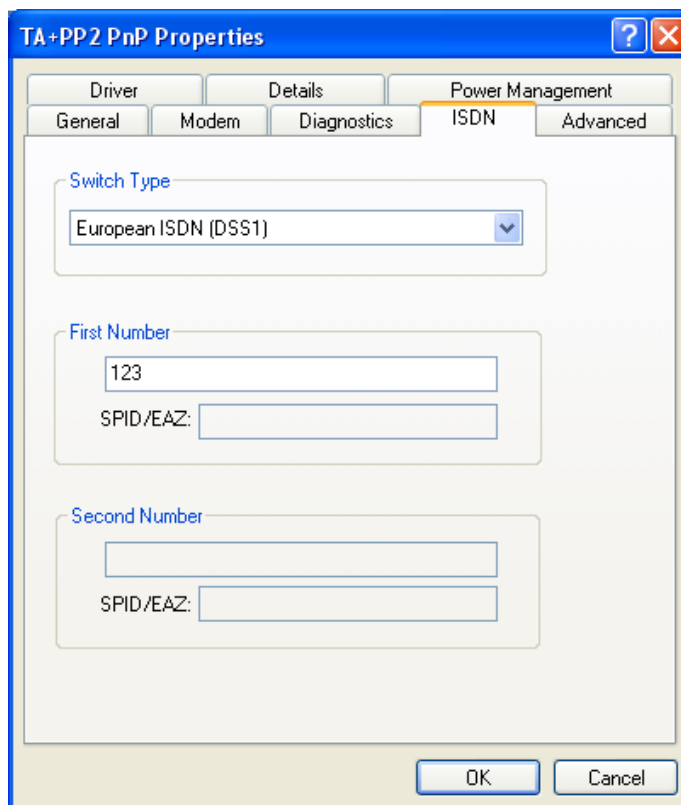 TA+PP2 PnP Properties
Driver Details Power Management
General Modem Diagnostics ISDN Advanced
Switch Type
European ISDN (DSS1)
First Number
123
SPID/EAZ:
Second Number
SPID/EAZ:
OK Cancel